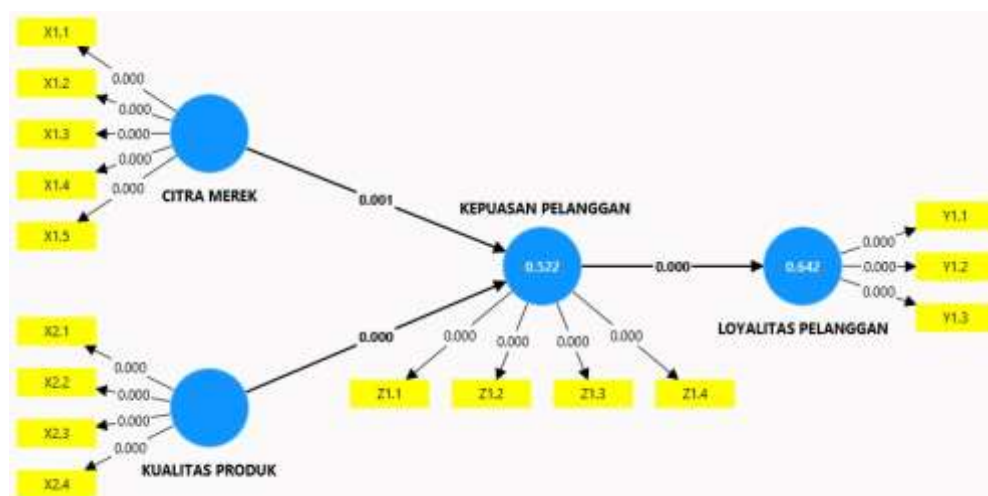 X1.1
X1.2
X1.3
X1.4
X1.5
0.000
0.000
0.000
0.000
0.000
CITRA MEREK
0.001
X2.1
X2.2
X2.3
X2.4
0.000
0.000
0.000
0.000
KUALITAS PRODUK
0.000
KEPUASAN PELANGGAN
0.522
0.000
0.000
0.000
0.000
Z1.1
Z1.2
Z1.3
Z1.4
0.000
0.642
LOYALITAS PELANGGAN
0.000
0.000
0.000
Y1.1
Y1.2
Y1.3